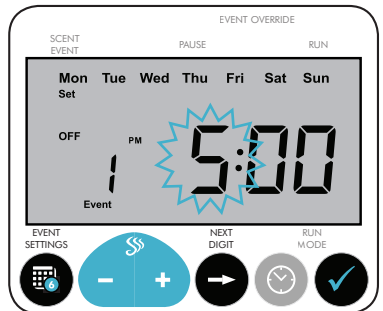 EVENT OVERRIDE
SCENT EVENT
PAUSE
RUN
Mon Tue Wed Thu Fri Sat Sun
Set
OFF
PM
1
5:00
Event
EVENT SETTINGS
NEXT DIGIT
RUN MODE
6
- +